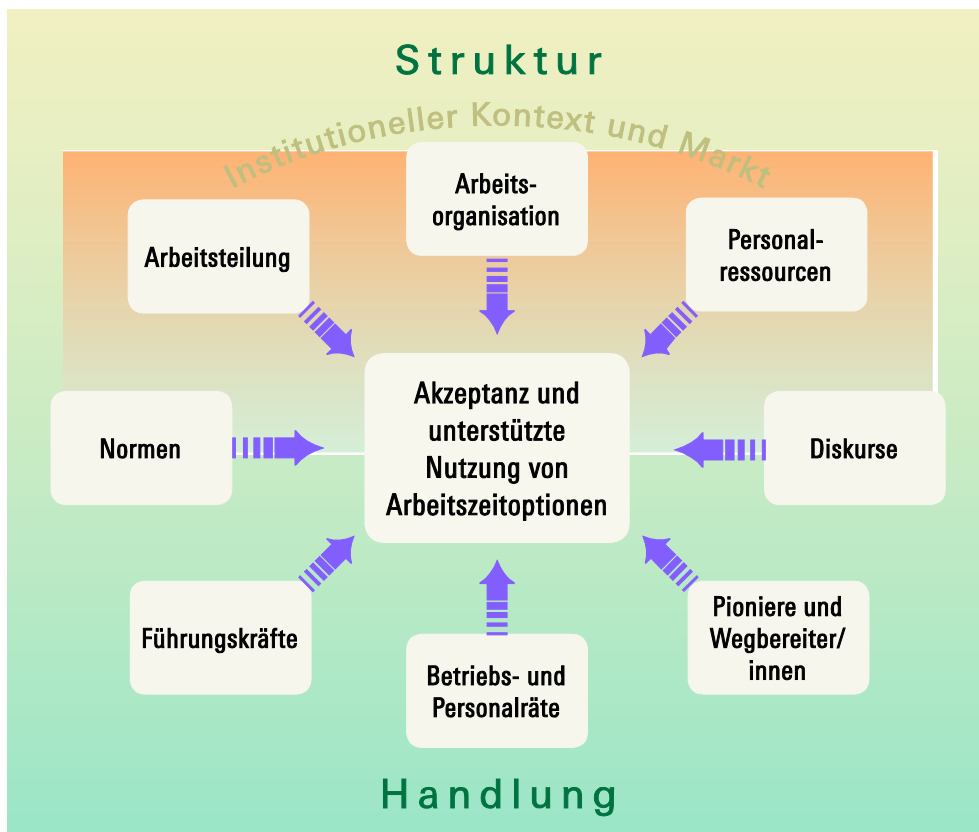 Struktur
Institutioneller Kontext und Markt
Arbeits-
organisation
Arbeitsteilung
Personal-
ressourcen
Akzeptanz und
unterstützte
Nutzung von
Arbeitszeitoptionen
Normen
Diskurse
Führungskräfte
Betriebs- und
Personalräte
Pioniere und
Wegbereiter/
innen
Handlung